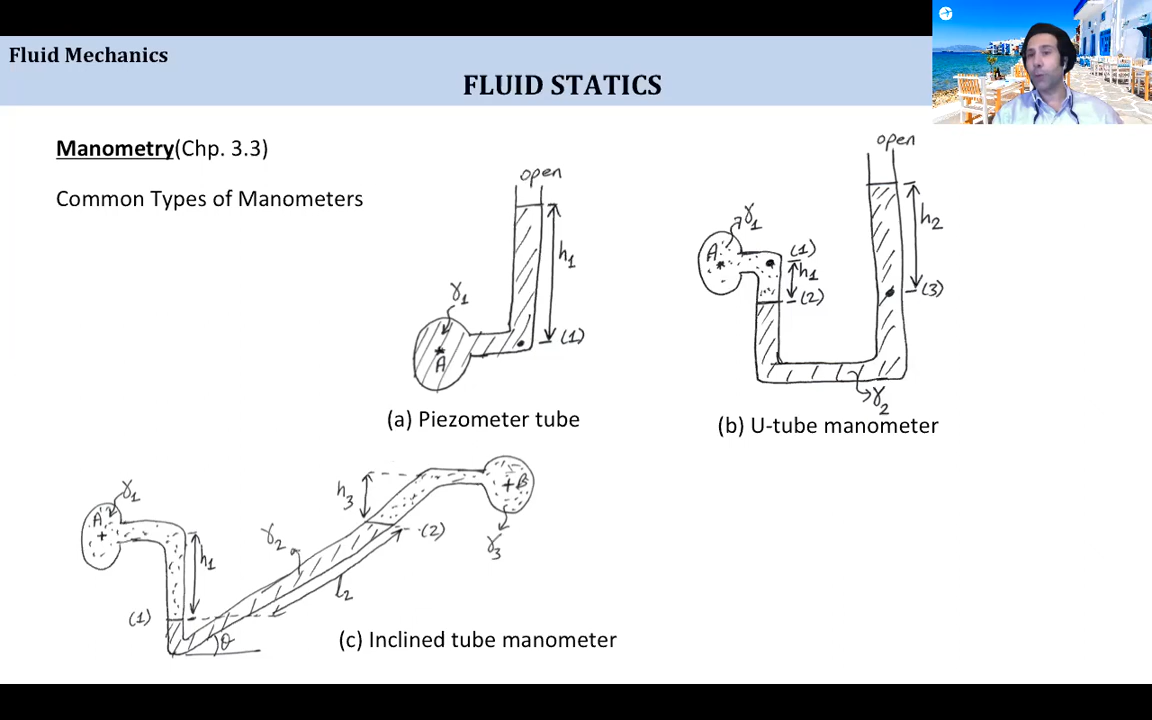 Fluid Mechanics
FLUID STATICS
Manometry(Chp. 3.3)
Common Types of Manometers
open
h₁
γ₁
(1)
A
(a) Piezometer tube
open
γ₁
A
(1)
h₁
(2)
h₂
(3)
γ₂
(b) U-tube manometer
γ₁
A
h₁
(1)
θ
γ₂
l₂
h₃
(2)
B
γ₃
(c) Inclined tube manometer